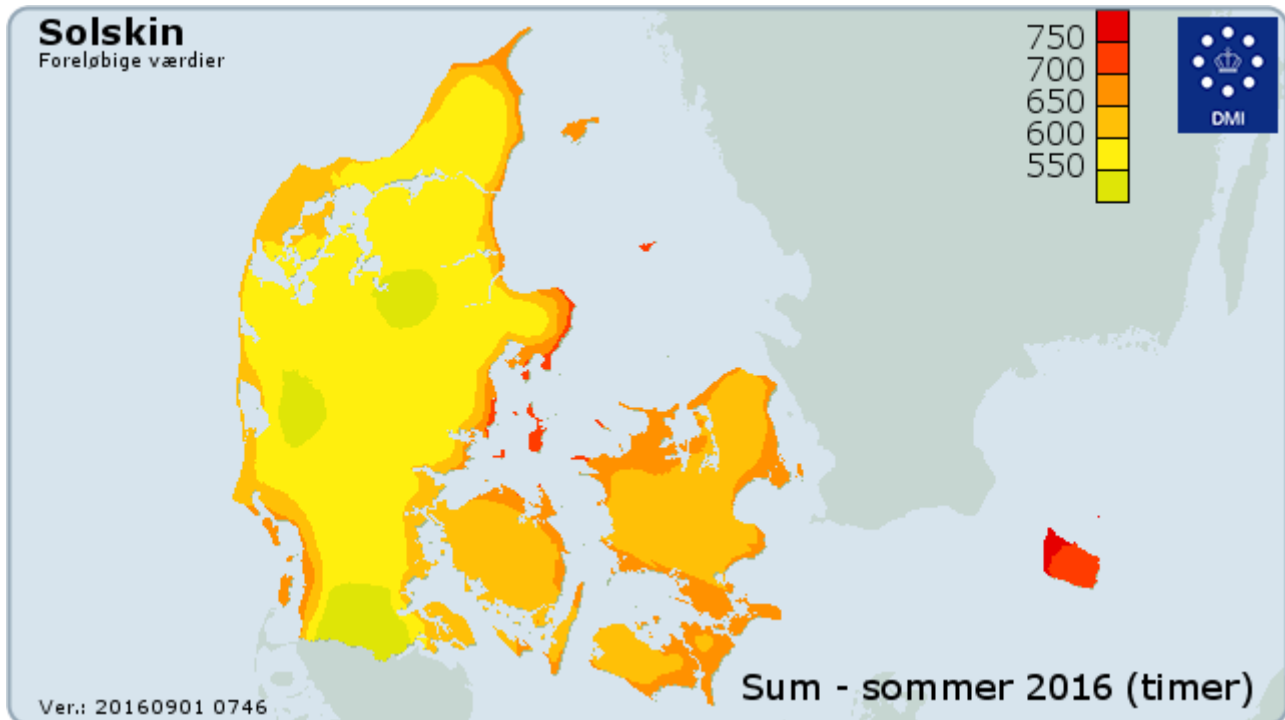 Solskin
Foreløbige værdier
750
700
650
600
550
DMI
Sum - sommer 2016 (timer)
Ver.: 20160901 0746